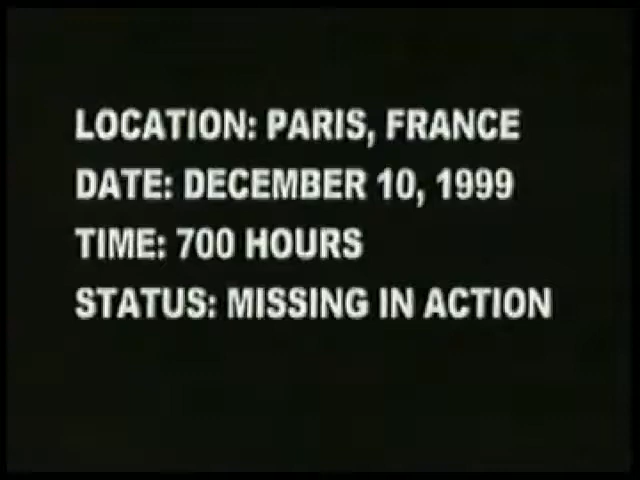 LOCATION: PARIS, FRANCE
DATE: DECEMBER 10, 1999
TIME: 700 HOURS
STATUS: MISSING IN ACTION